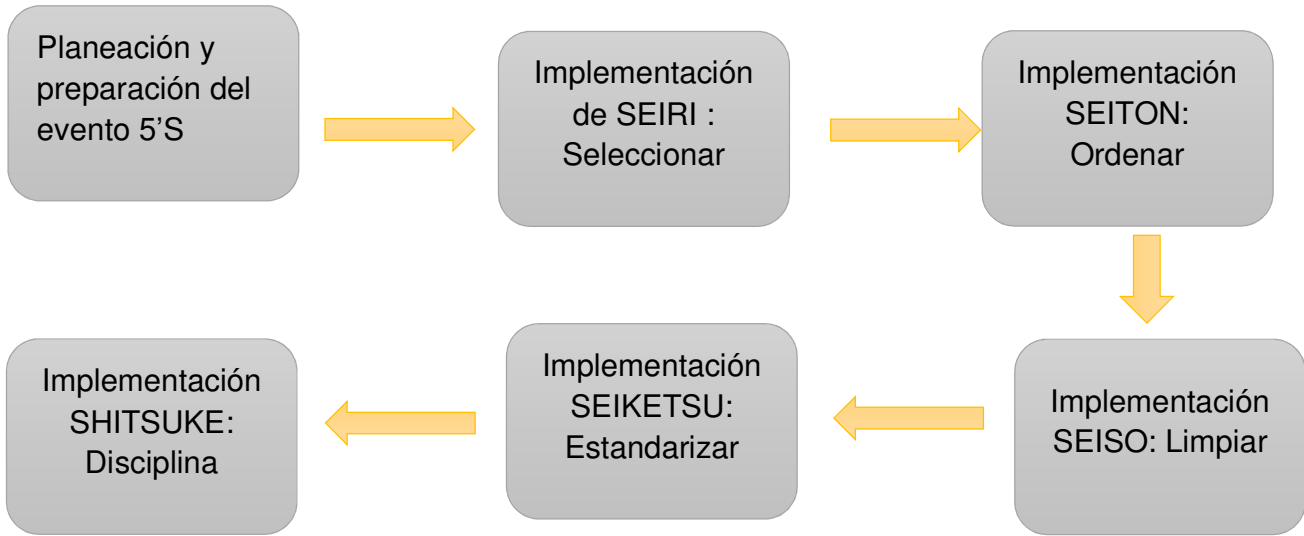 Planeación y
preparación del
evento 5’S
Implementación
de SEIRI :
Seleccionar
Implementación
SEITON:
Ordenar
Implementación
SEISO: Limpiar
Implementación
SEIKETSU:
Estandarizar
Implementación
SHITSUKE:
Disciplina